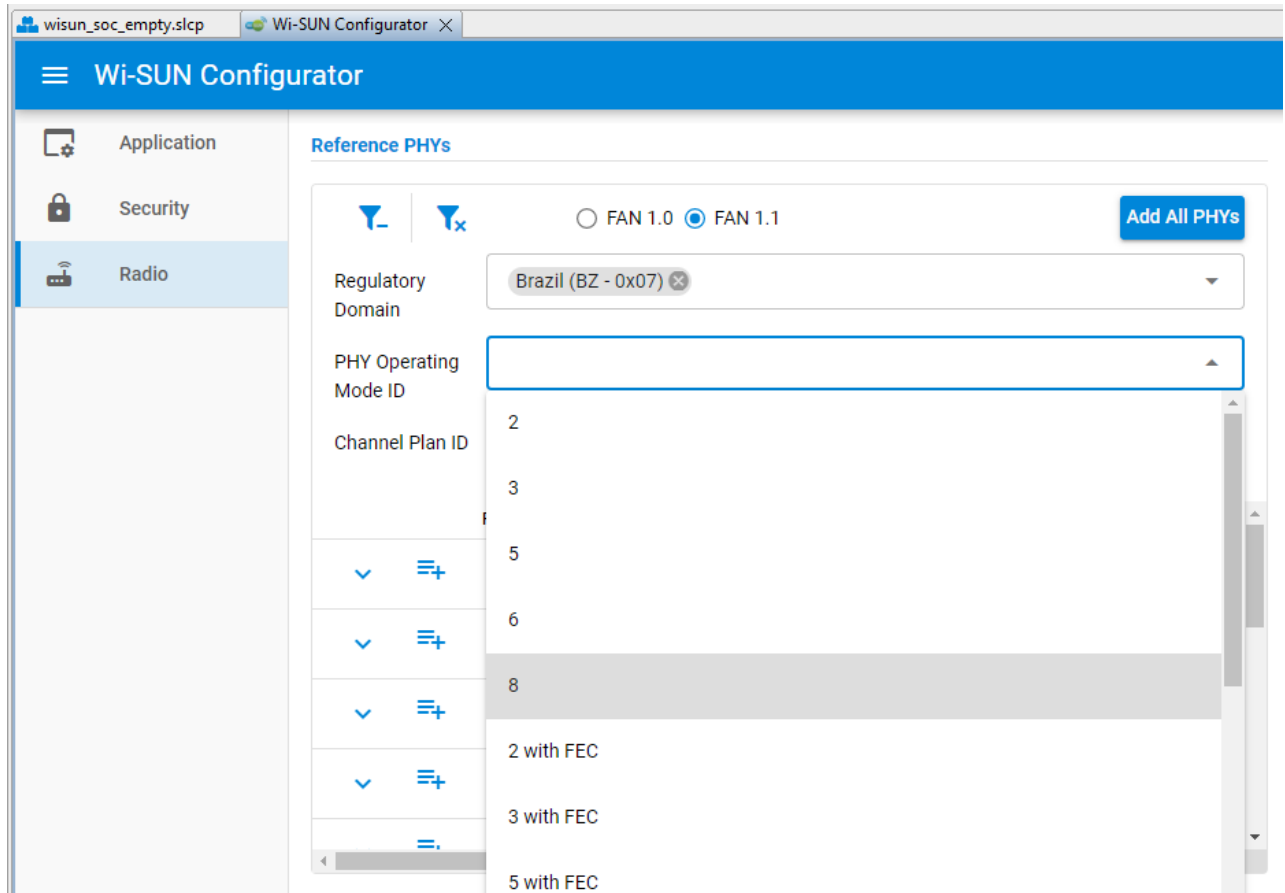 wisun_soc_empty.slcp
Wi-SUN Configurator
Wi-SUN Configurator
Application
Security
Radio
Reference PHYs
FAN 1.0
FAN 1.1
Add All PHYs
Regulatory
Domain
Brazil (BZ - 0x07)
PHY Operating
Mode ID
Channel Plan ID
2
3
5
6
8
2 with FEC
3 with FEC
5 with FEC